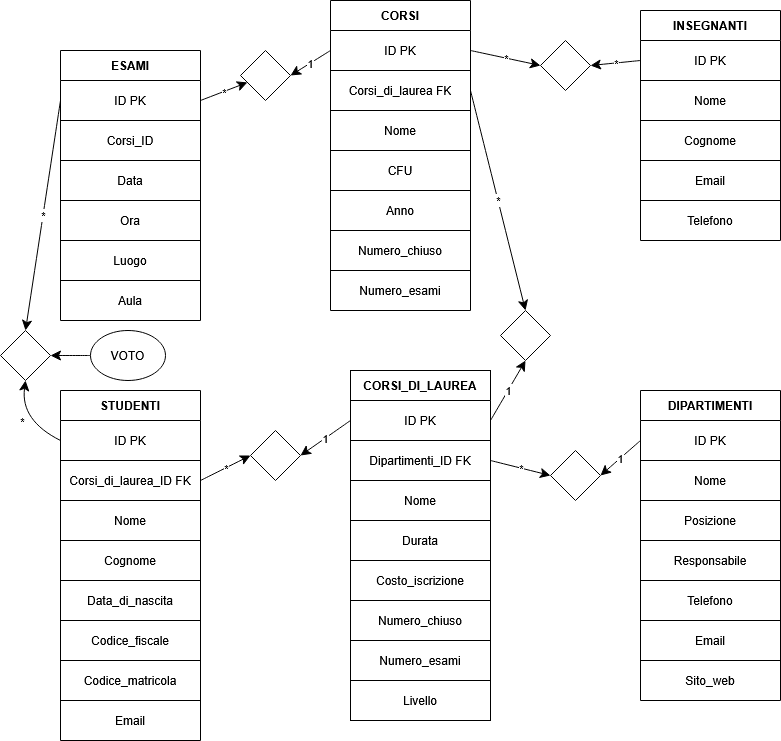 CORSI
ID PK
Corsi_di_laurea FK
Nome
CFU
Anno
Numero_chiuso
Numero_esami
INSEGNANTI
ID PK
Nome
Cognome
Email
Telefono
ESAMI
ID PK
Corsi_ID
Data
Ora
Luogo
Aula
*
1
*
*
*
*
VOTO
*
STUDENTI
ID PK
Corsi_di_laurea_ID FK
Nome
Cognome
Data_di_nascita
Codice_fiscale
Codice_matricola
Email
*
1
CORSI_DI_LAUREA
ID PK
Dipartimenti_ID FK
Nome
Durata
Costo_iscrizione
Numero_chiuso
Numero_esami
Livello
1
*
1
DIPARTIMENTI
ID PK
Nome
Posizione
Responsabile
Telefono
Email
Sito_web